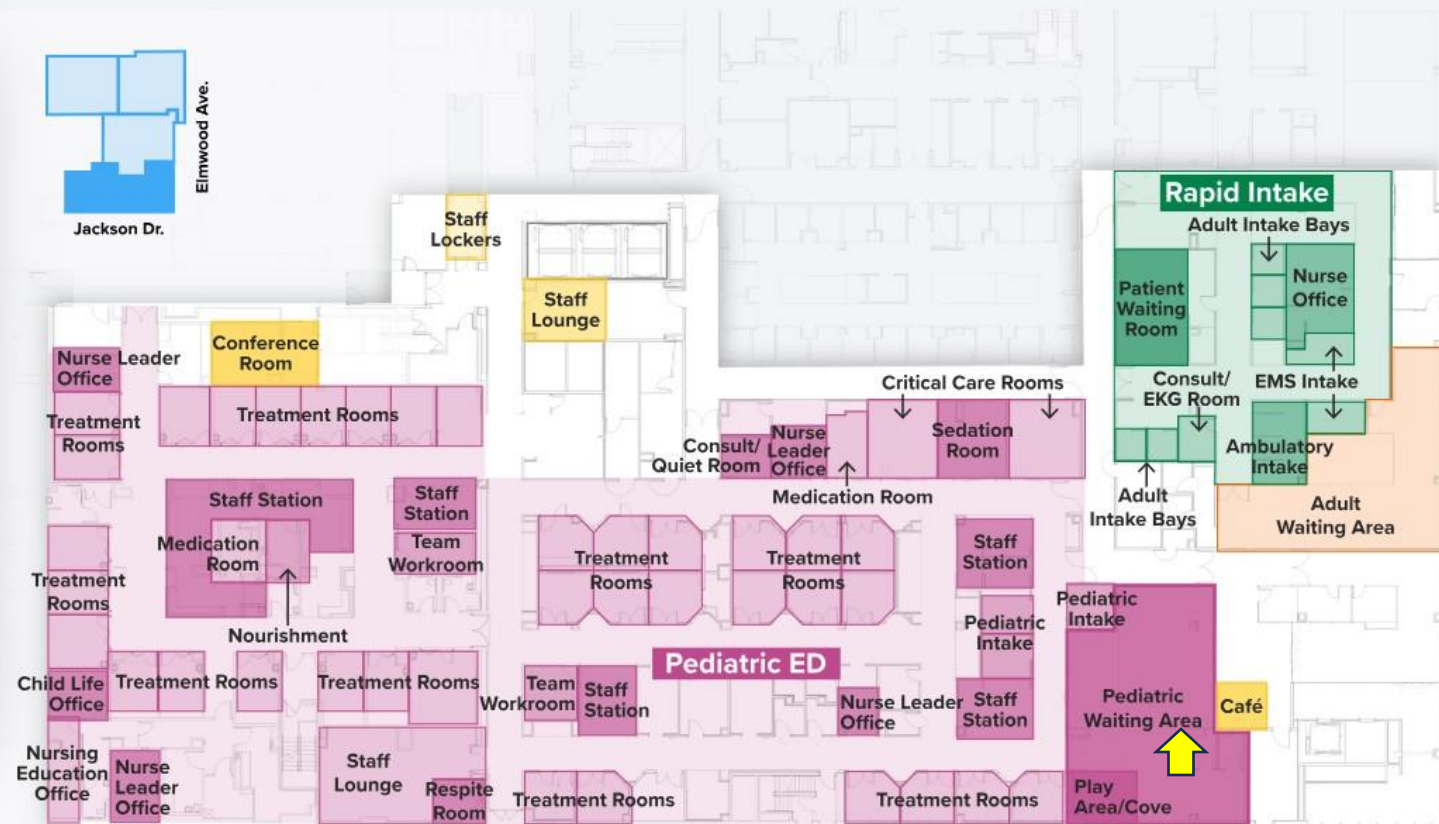 Elmwood Ave.
Jackson Dr.
Staff
Lockers
Staff
Lounge
Conference
Room
Nurse Leader
Office
Treatment
Rooms
Treatment Rooms
Rapid Intake
Adult Intake Bays
Patient
Waiting
Room
Nurse
Office
Consult/
EKG Room
EMS Intake
Ambulatory
Intake
Adult
Intake Bays
Adult
Waiting Area
Critical Care Rooms
Consult/
Quiet Room
Nurse
Leader
Office
Sedation
Room
Medication Room
Staff Station
Staff
Station
Medication
Room
Team
Workroom
Nourishment
Treatment
Rooms
Treatment
Rooms
Treatment
Rooms
Staff
Station
Pediatric
Intake
Pediatric
Intake
Pediatric ED
Child Life
Office
Treatment Rooms
Treatment Rooms
Team
Workroom
Staff
Station
Nurse Leader
Office
Staff
Station
Pediatric
Waiting Area
Café
Nursing
Education
Office
Nurse
Leader
Office
Staff
Lounge
Respite
Room
Treatment Rooms
Treatment Rooms
Play
Area/Cove